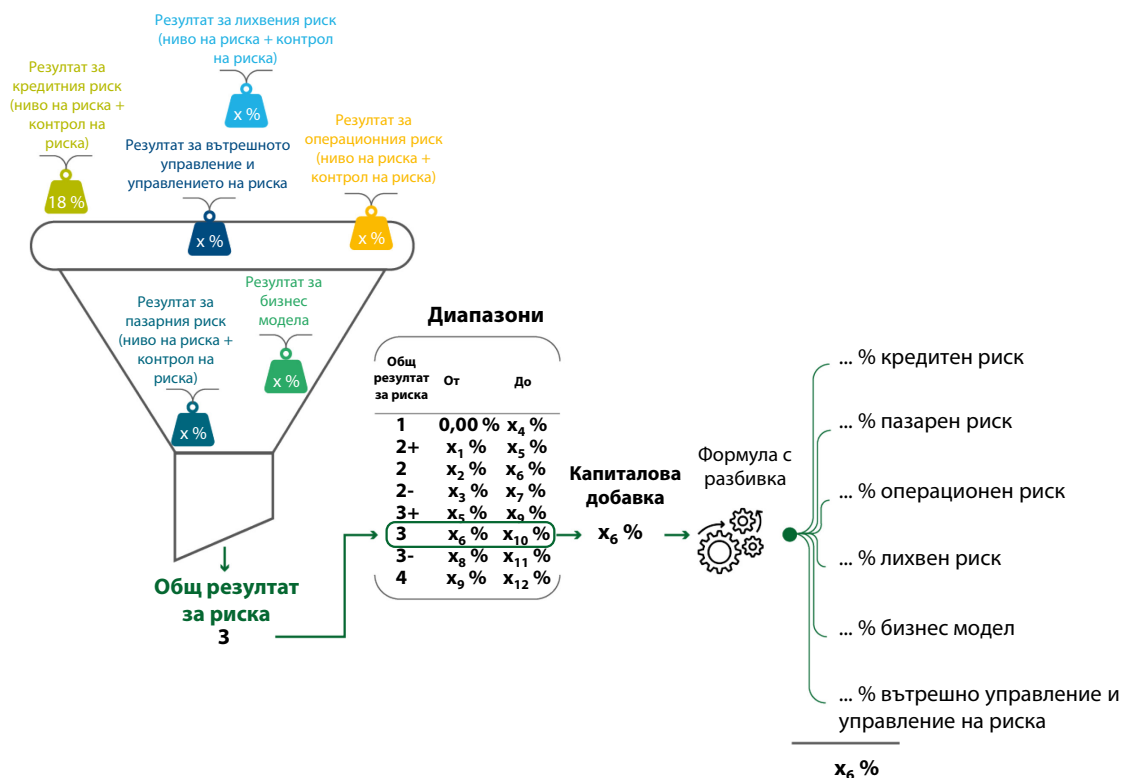 Резултат за лихвения риск
(ниво на риска + контрол
на риска)
x %
Резултат за
кредитния риск
(ниво на риска +
контрол на
риска)
18 %
Резултат за вътрешното
управление и
управлението на риска
x %
Резултат за
операционния риск
(ниво на риска +
контрол на риска)
x %
Резултат за
пазарния риск
(ниво на риска +
контрол на
риска)
x %
Резултат за
бизнес
модела
x %
Общ резултат
за риска
3
Диапазони
Общ
резултат
за риска
От
До
1 0,00 % x₄ %
2+ x₁ % x₅ %
2 x₂ % x₆ %
2- x₃ % x₇ %
3+ x₅ % x₉ %
3 x₆ % x₁₀ %
3- x₈ % x₁₁ %
4 x₉ % x₁₂ %
Капиталова
добавка
x₆ %
Формула с
разбивка
... % кредитен риск
... % пазарен риск
... % операционен риск
... % лихвен риск
... % бизнес модел
... % вътрешно управление и
управление на риска
x₆ %